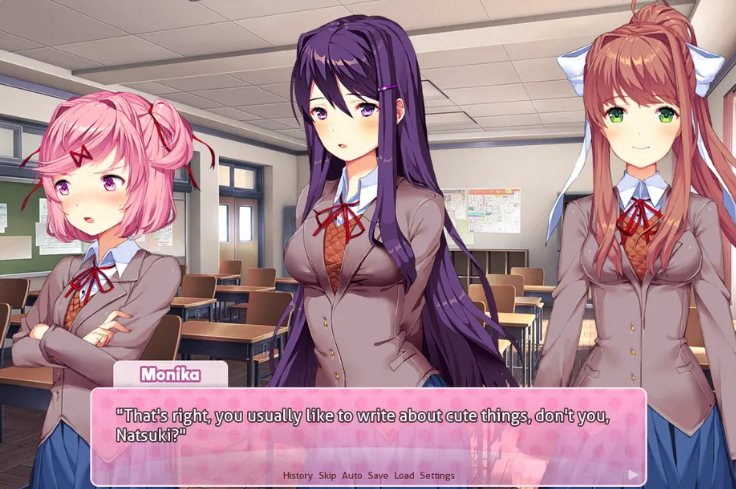 Monika
"That's right, you usually like to write about cute things, don't you,
Natsuki?"
History Skip Auto Save Load Settings